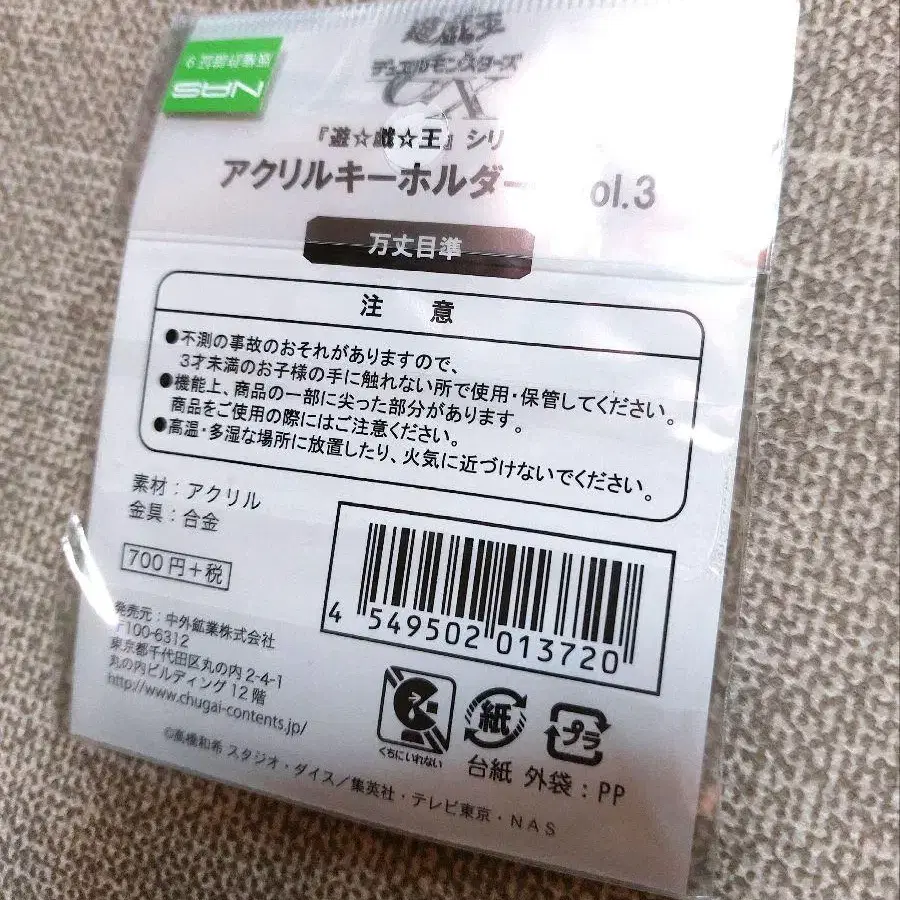 遊戯王
デュエルモンスターズ
GX
NAS
版権許諾証 9
『遊☆戯☆王』シリ
アクリルキーホルダー ol.3
万丈目準
注 意
●不測の事故のおそれがありますので、
3才未満のお子様の手に触れない所で使用・保管してください。
●機能上、商品の一部に尖った部分があります。
商品をご使用の際にはご注意ください。
●高温・多湿な場所に放置したり、火気に近づけないでください。
素材：アクリル
金具：合金
700円+税
4 549502 013720
発売元：中外鉱業株式会社
〒100-6312
東京都千代田区丸の内2-4-1
丸の内ビルディング12階
http://www.chugai-contents.jp/
くちにいれない
紙
台紙
プラ
外袋：PP
©高橋和希 スタジオ・ダイス／集英社・テレビ東京・NAS